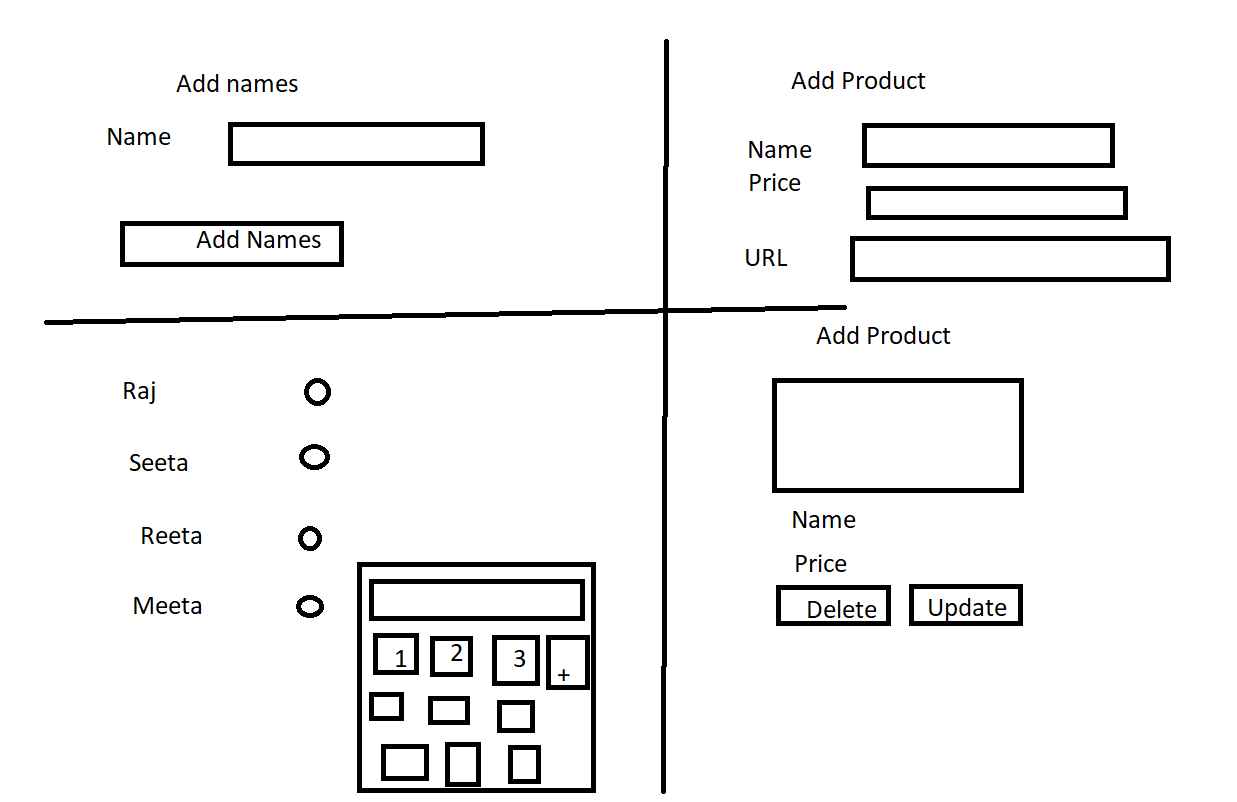 Add names
Name
Add Names
Raj
Seeta
Reeta
Meeta
1 2 3 +
Add Product
Name
Price
URL
Add Product
Name
Price
Delete Update